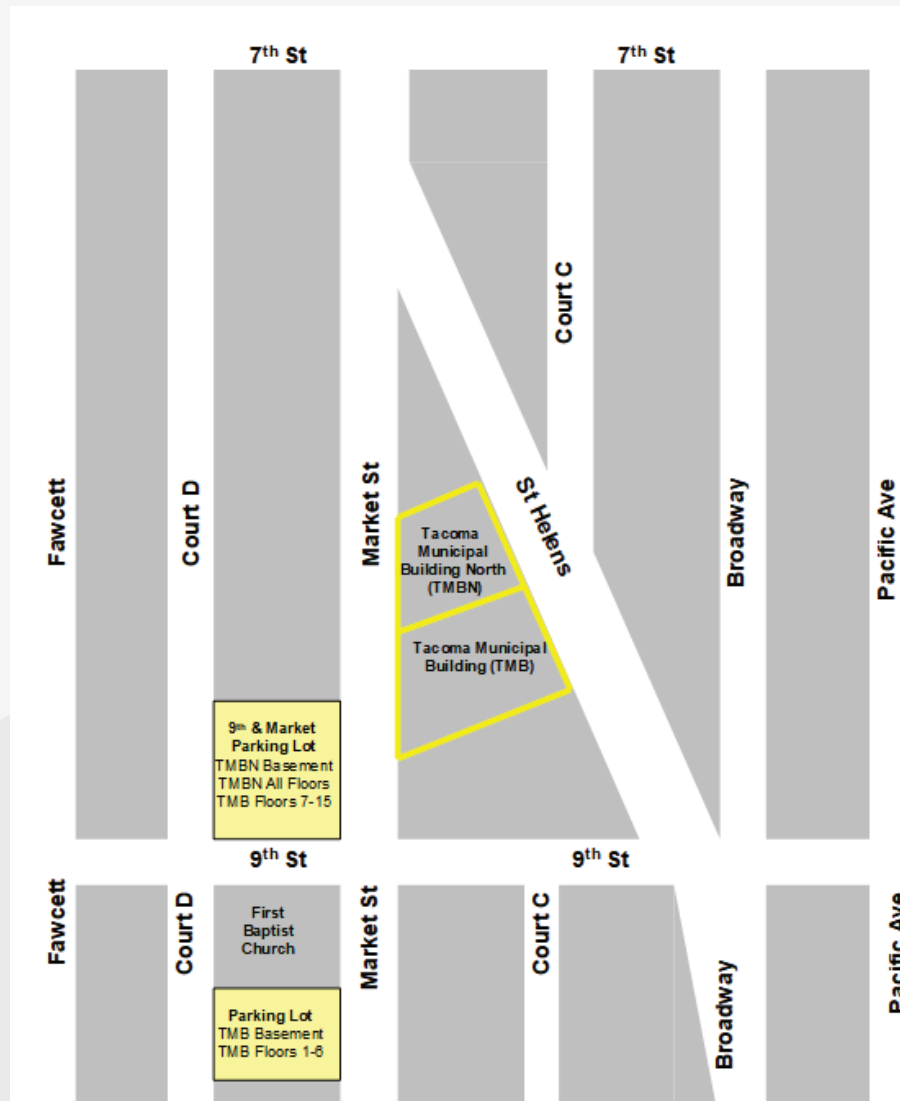 7th St
7th St
Court C
Fawcett
Court D
Market St
St Helens
Broadway
Pacific Ave
Tacoma
Municipal
Building North
(TMBN)
Tacoma Municipal
Building (TMB)
9th & Market
Parking Lot
TMBN Basement
TMBN All Floors
TMB Floors 7-15
9th St
9th St
Fawcett
Court D
First
Baptist
Church
Market St
Court C
Broadway
Pacific Ave
Parking Lot
TMB Basement
TMB Floors 1-6